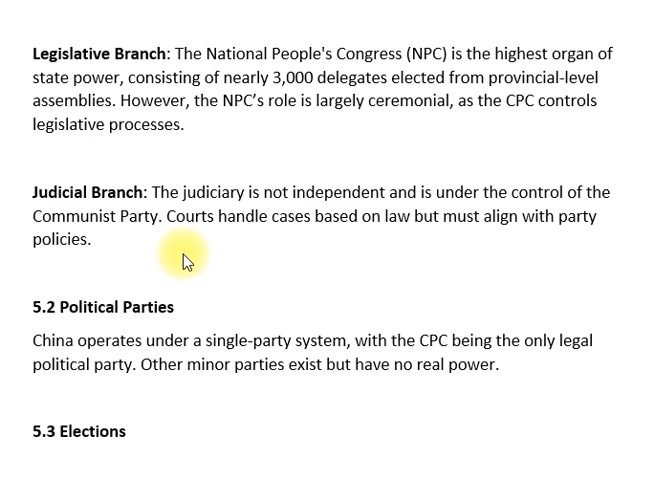 Legislative Branch: The National People's Congress (NPC) is the highest organ of
state power, consisting of nearly 3,000 delegates elected from provincial-level
assemblies. However, the NPC’s role is largely ceremonial, as the CPC controls
legislative processes.
Judicial Branch: The judiciary is not independent and is under the control of the
Communist Party. Courts handle cases based on law but must align with party
policies.
5.2 Political Parties
China operates under a single-party system, with the CPC being the only legal
political party. Other minor parties exist but have no real power.
5.3 Elections